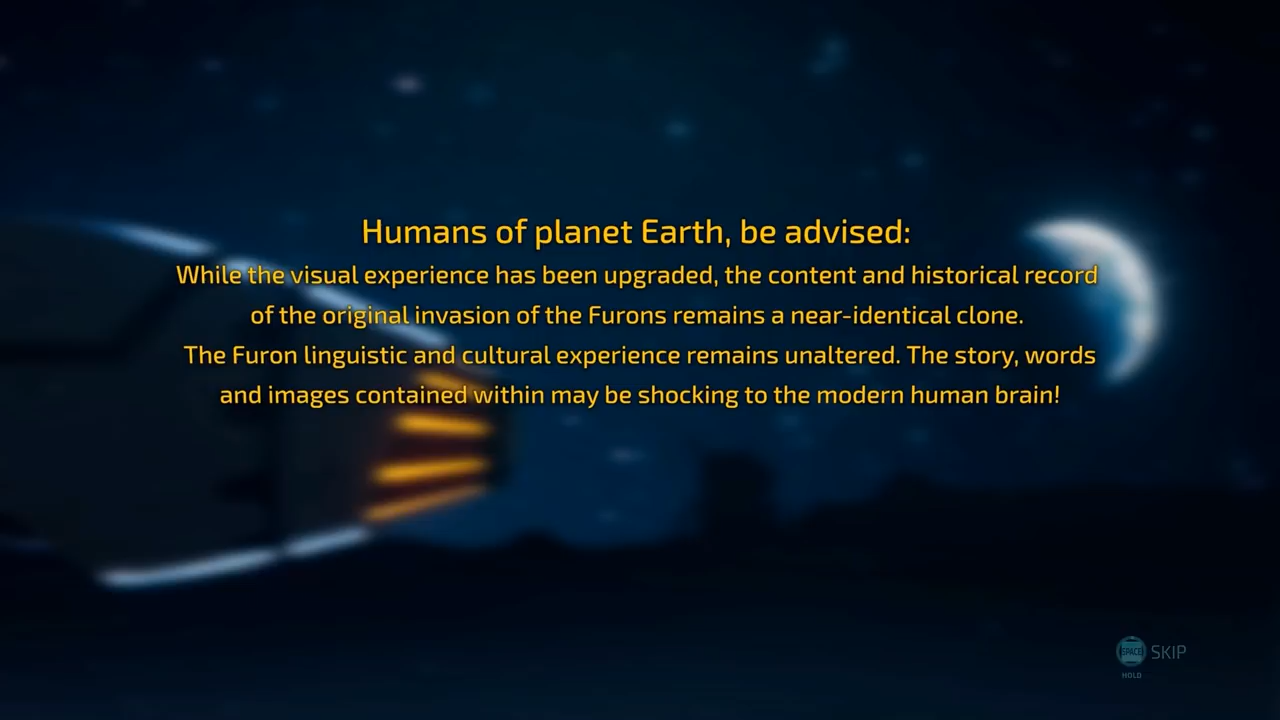 Humans of planet Earth, be advised:
While the visual experience has been upgraded, the content and historical record
of the original invasion of the Furons remains a near-identical clone.
The Furon linguistic and cultural experience remains unaltered. The story, words
and images contained within may be shocking to the modern human brain!
SPACE SKIP
HOLD